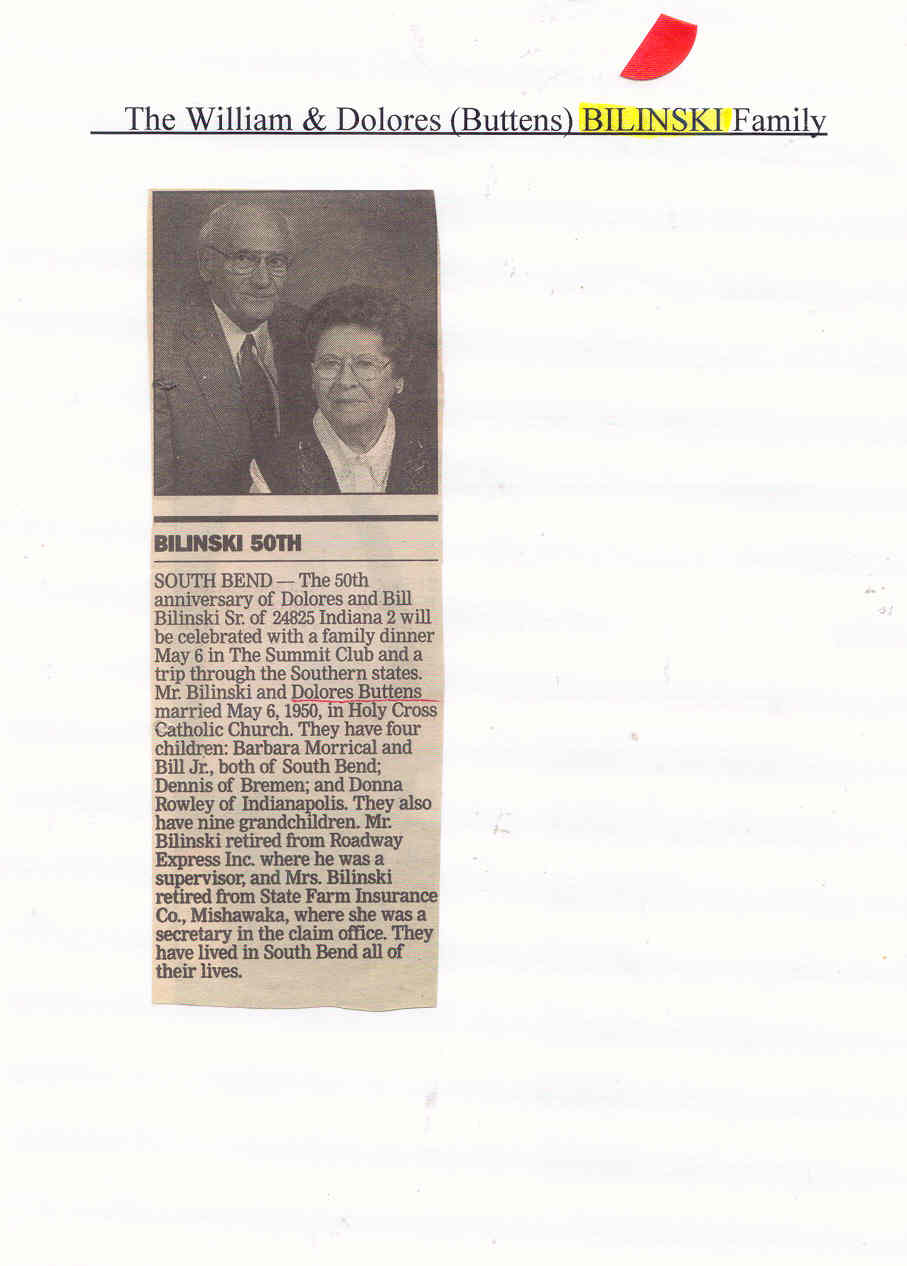 The William & Dolores (Buttens) BILINSKI Family
BILINSKI 50TH
SOUTH BEND — The 50th
anniversary of Dolores and Bill
Bilinski Sr. of 24825 Indiana 2 will
be celebrated with a family dinner
May 6 in The Summit Club and a
trip through the Southern states.
Mr. Bilinski and Dolores Buttens
married May 6, 1950, in Holy Cross
Catholic Church. They have four
children: Barbara Morrical and
Bill Jr., both of South Bend;
Dennis of Bremen; and Donna
Rowley of Indianapolis. They also
have nine grandchildren. Mr.
Bilinski retired from Roadway
Express Inc. where he was a
supervisor, and Mrs. Bilinski
retired from State Farm Insurance
Co., Mishawaka, where she was a
secretary in the claim office. They
have lived in South Bend all of
their lives.